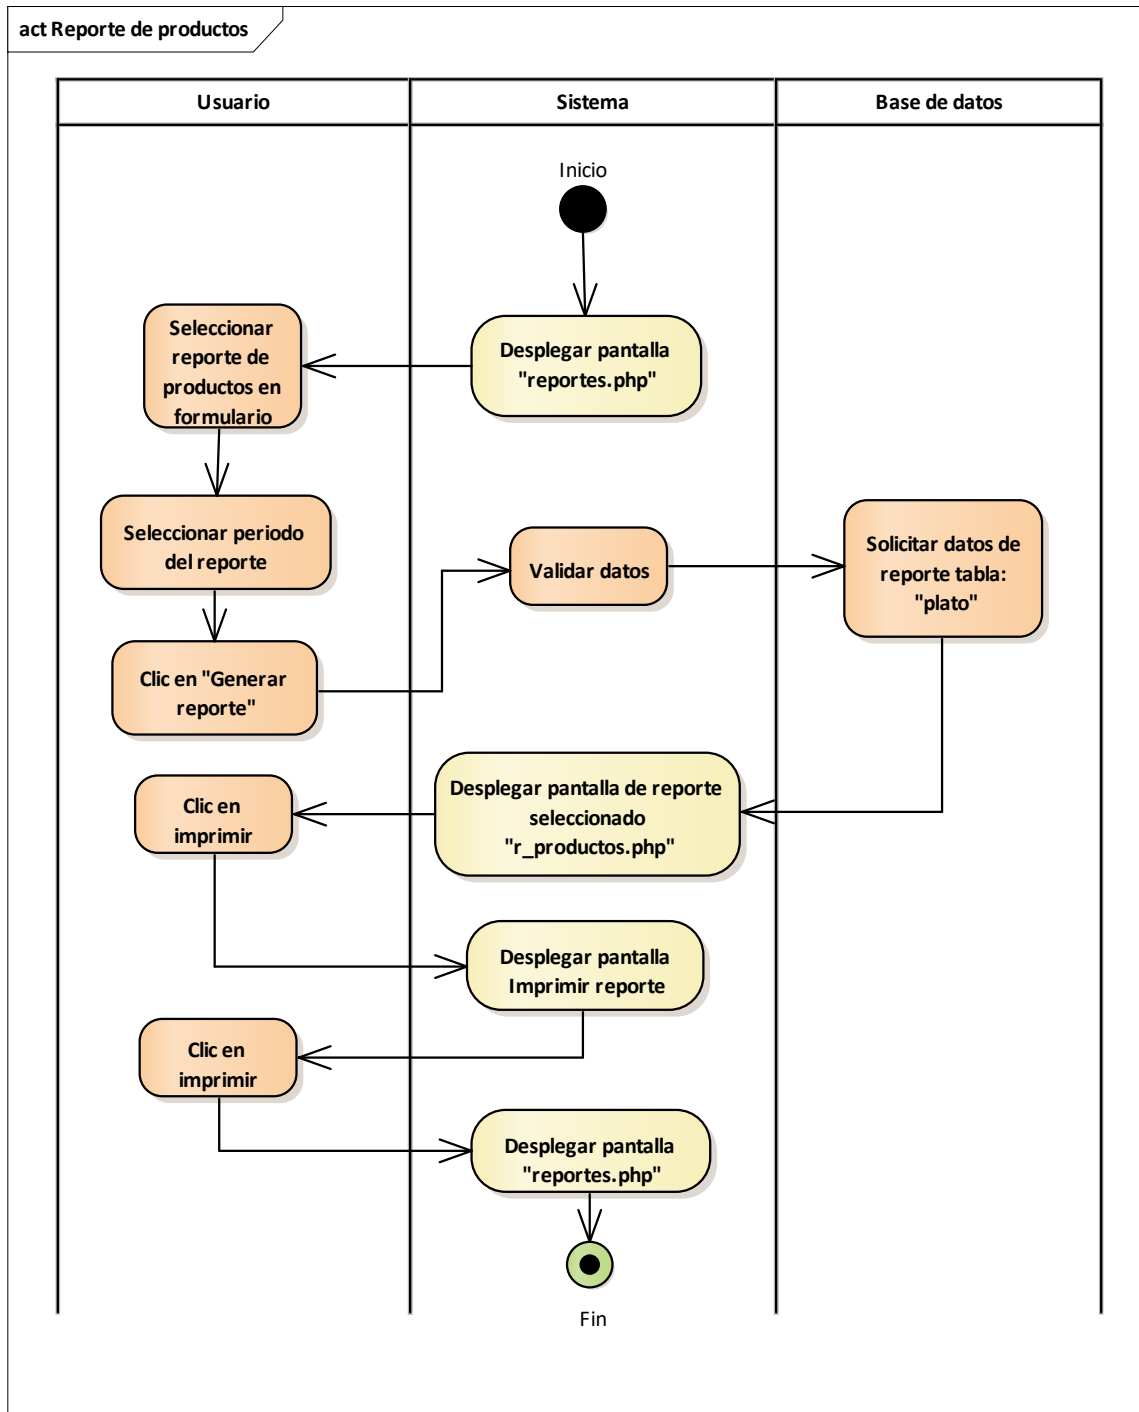 act Reporte de productos
Usuario
Sistema
Base de datos
Inicio
Desplegar pantalla
"reportes.php"
Seleccionar
reporte de
productos en
formulario
Seleccionar periodo
del reporte
Clic en "Generar
reporte"
Validar datos
Solicitar datos de
reporte tabla:
"plato"
Desplegar pantalla de reporte
seleccionado
"r_productos.php"
Clic en
imprimir
Desplegar pantalla
Imprimir reporte
Clic en
imprimir
Desplegar pantalla
"reportes.php"
Fin